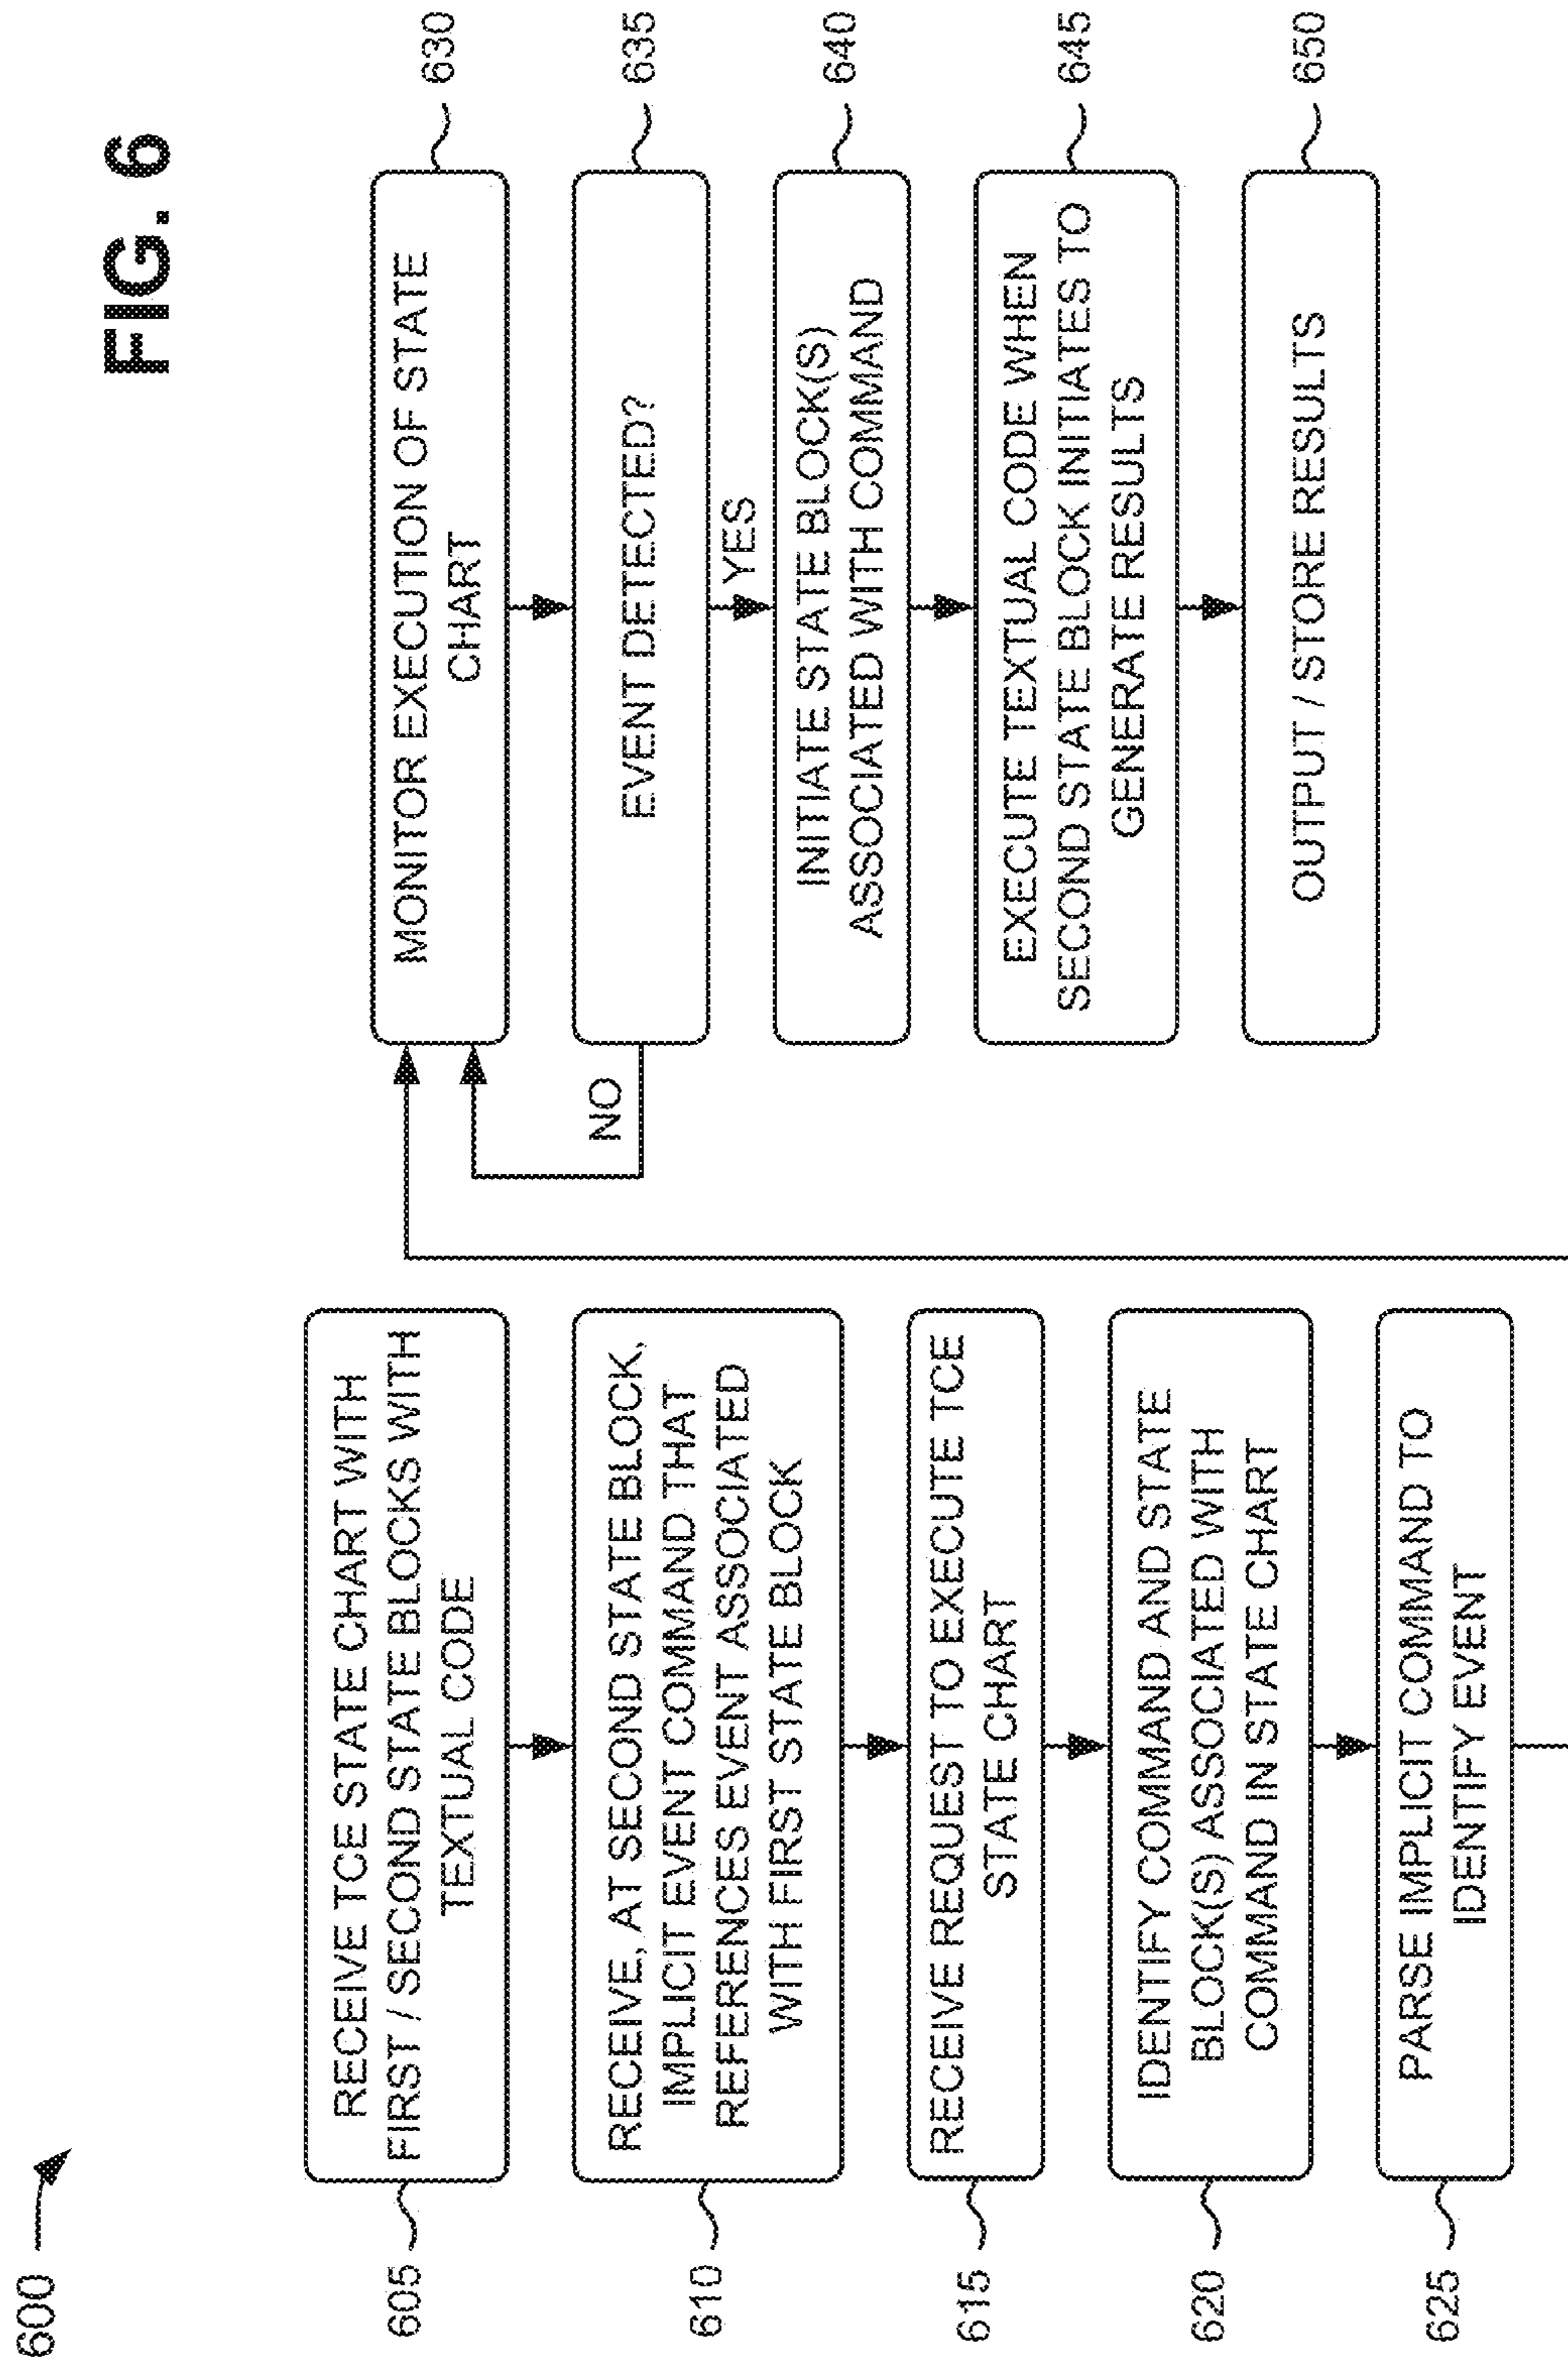 FIG. 6
600
605
RECEIVE TCE STATE CHART WITH
FIRST / SECOND STATE BLOCKS WITH
TEXTUAL CODE
610
RECEIVE, AT SECOND STATE BLOCK,
IMPLICIT EVENT COMMAND THAT
REFERENCES EVENT ASSOCIATED
WITH FIRST STATE BLOCK
615
RECEIVE REQUEST TO EXECUTE TCE
STATE CHART
620
IDENTIFY COMMAND AND STATE
BLOCK(S) ASSOCIATED WITH
COMMAND IN STATE CHART
625
PARSE IMPLICIT COMMAND TO
IDENTIFY EVENT
MONITOR EXECUTION OF STATE
CHART
630
NO
EVENT DETECTED?
635
YES
INITIATE STATE BLOCK(S)
ASSOCIATED WITH COMMAND
640
EXECUTE TEXTUAL CODE WHEN
SECOND STATE BLOCK INITIATES TO
GENERATE RESULTS
645
OUTPUT / STORE RESULTS
650